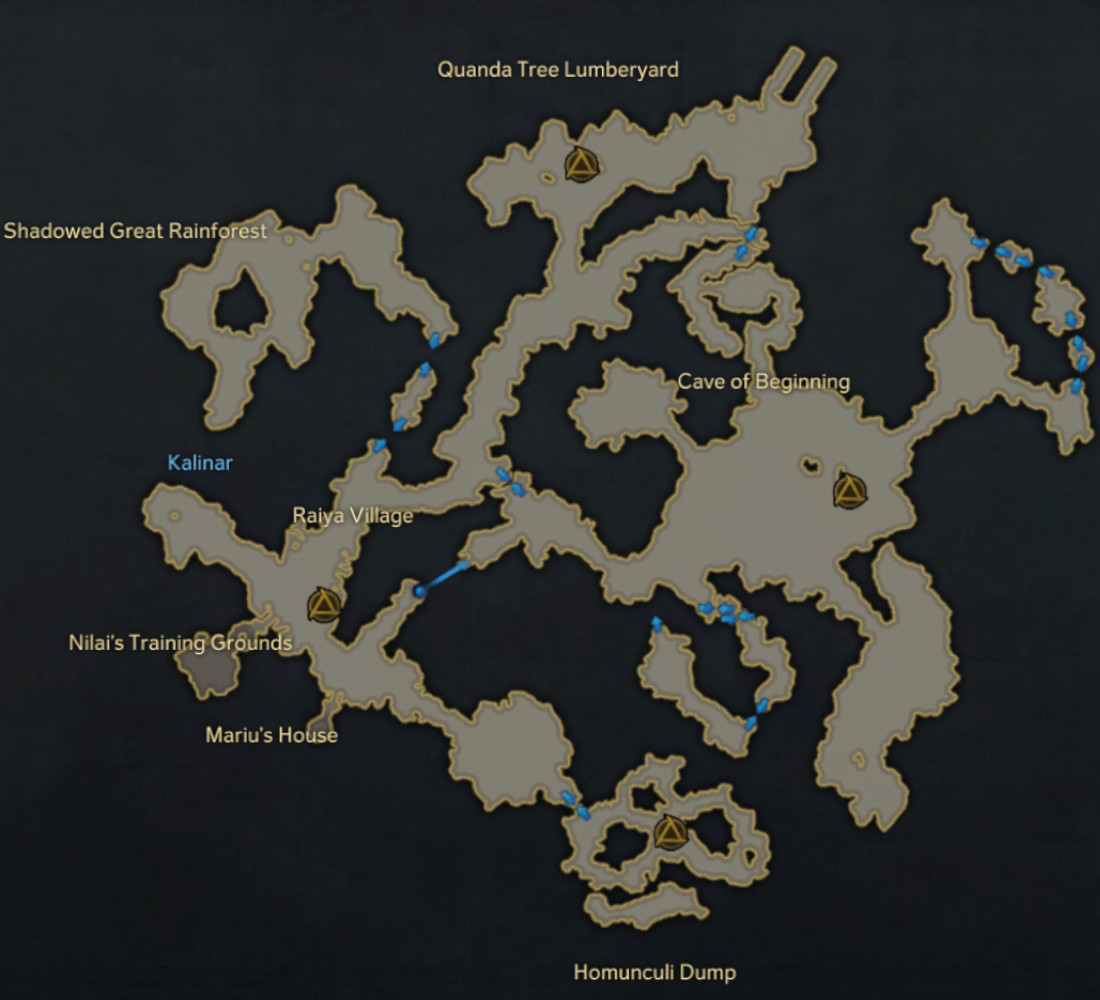 Quanda Tree Lumberyard
Shadowed Great Rainforest
Cave of Beginning
Kalinar
Raiya Village
Nilai's Training Grounds
Mariu's House
Homunculi Dump